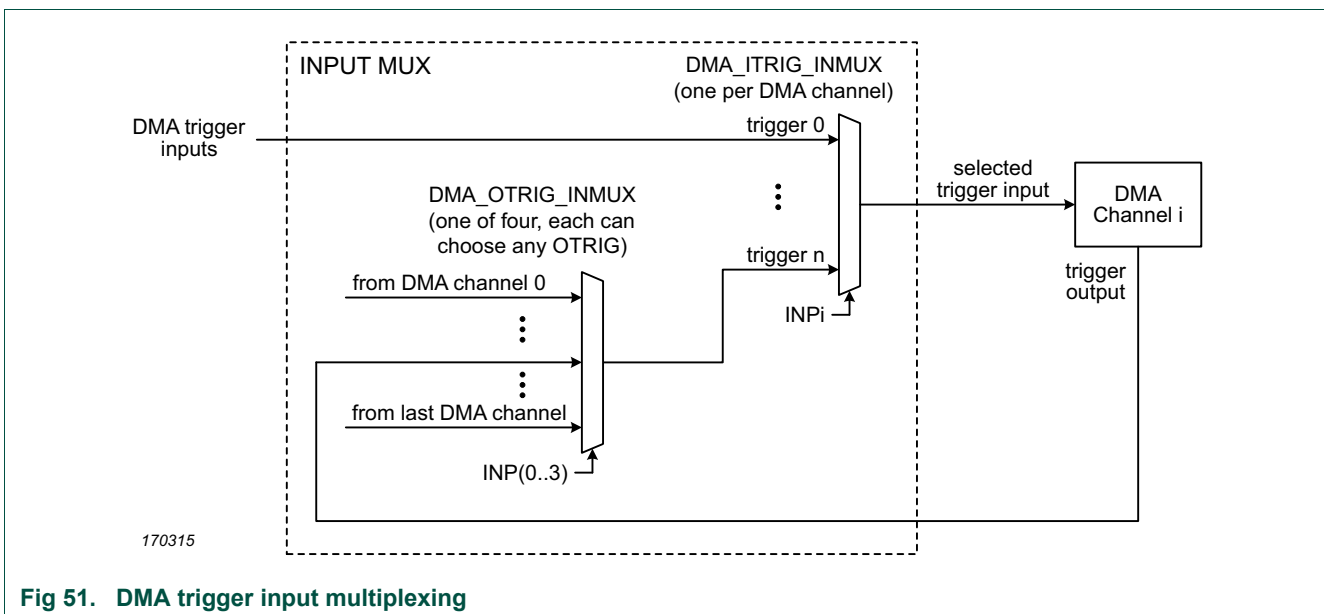 INPUT MUX
DMA_ITRIG_INMUX
(one per DMA channel)
DMA trigger
inputs
trigger 0
selected
trigger input
DMA
Channel i
DMA_OTRIG_INMUX
(one of four, each can
choose any OTRIG)
trigger n
trigger
output
from DMA channel 0
INPi
from last DMA channel
INP(0..3)
170315
Fig 51. DMA trigger input multiplexing